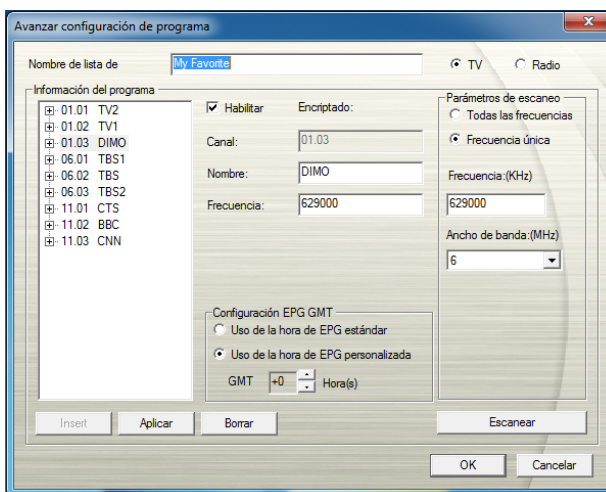 Avanzar configuración de programa
Nombre de lista de My Favorite TV Radio
Información del programa
01.01 TV2
01.02 TV1
01.03 DIMO
06.01 TBS1
06.02 TBS
06.03 TBS2
11.01 CTS
11.02 BBC
11.03 CNN
Habilitar Encriptado:
Canal: 01.03
Nombre: DIMO
Frecuencia: 629000
Configuración EPG GMT
Uso de la hora de EPG estándar
Uso de la hora de EPG personalizada
GMT +0 Hora(s)
Parámetros de escaneo
Todas las frecuencias
Frecuencia única
Frecuencia:(KHz)
629000
Ancho de banda:(MHz)
6
Insert Aplicar Borrar Escanear
OK Cancelar